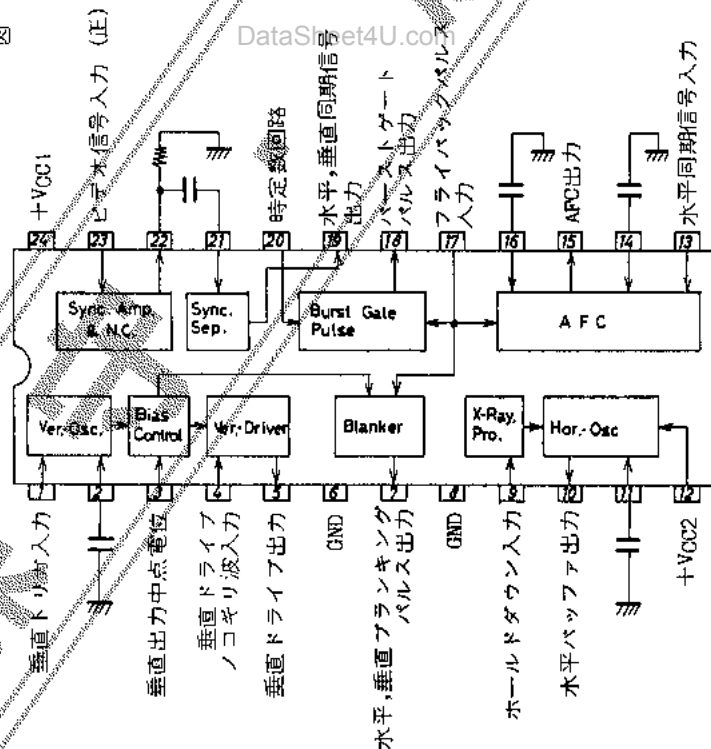 図
DataSheet4U.com
+VCC1
ビデオ信号入力 (正)
時定数回路
水平,垂直同期信号
出力
バーストゲート
パルス出力
フライバックパルス
入力
AFC出力
水平同期信号入力
24
23
22
21
20
19
18
17
16
15
14
13
Sync. Amp.
& N.C.
Sync.
Sep.
Burst Gate
Pulse
A F C
Ver.-Osc.
Bias
Control
Ver.-Driver
Blanker
X-Ray.
Pro.
Hor.-Osc
1
2
3
4
5
6
7
8
9
10
11
12
垂直トリガ入力
垂直出力中点電位
垂直ドライブ
ノコギリ波入力
垂直ドライブ出力
GND
水平,垂直ブランキング
パルス出力
GND
ホールドダウン入力
水平バッファ出力
+VCC2